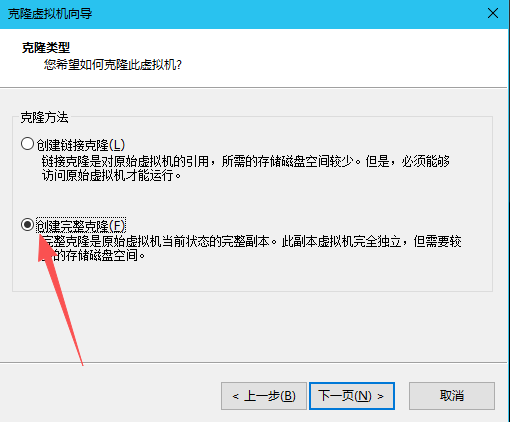 克隆虚拟机向导
克隆类型
您希望如何克隆此虚拟机?
克隆方法
创建链接克隆(L)
链接克隆是对原始虚拟机的引用，所需的存储磁盘空间较少。但是，必须能够
访问原始虚拟机才能运行。
创建完整克隆(F)
完整克隆是原始虚拟机当前状态的完整副本。此副本虚拟机完全独立，但需要较
的存储磁盘空间。
< 上一步(B)
下一页(N) >
取消